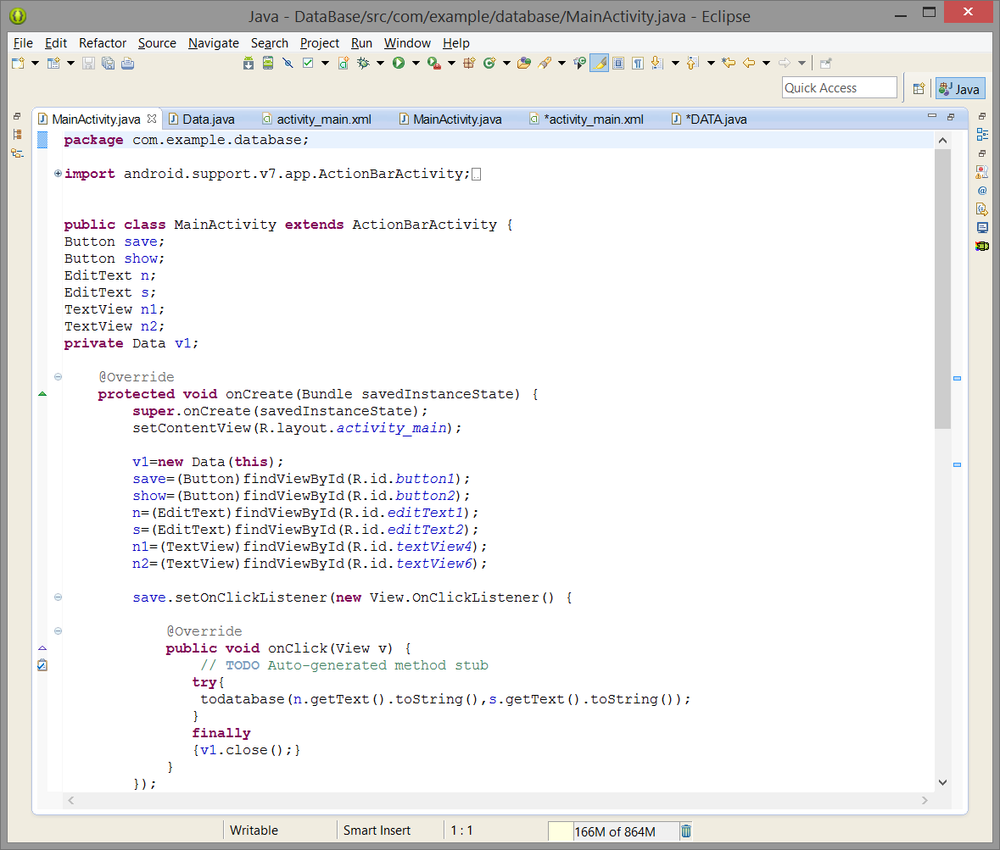 Java - DataBase/src/com/example/database/MainActivity.java - Eclipse
File Edit Refactor Source Navigate Search Project Run Window Help
Quick Access
Java
MainActivity.java Data.java activity_main.xml MainActivity.java *activity_main.xml *DATA.java
package com.example.database;
import android.support.v7.app.ActionBarActivity;
public class MainActivity extends ActionBarActivity {
Button save;
Button show;
EditText n;
EditText s;
TextView n1;
TextView n2;
private Data v1;
@Override
protected void onCreate(Bundle savedInstanceState) {
super.onCreate(savedInstanceState);
setContentView(R.layout.activity_main);
v1=new Data(this);
save=(Button)findViewById(R.id.button1);
show=(Button)findViewById(R.id.button2);
n=(EditText)findViewById(R.id.editText1);
s=(EditText)findViewById(R.id.editText2);
n1=(TextView)findViewById(R.id.textView4);
n2=(TextView)findViewById(R.id.textView6);
save.setOnClickListener(new View.OnClickListener() {
@Override
public void onClick(View v) {
// TODO Auto-generated method stub
try{
todatabase(n.getText().toString(),s.getText().toString());
}
finally
{v1.close();}
}
});
Writable Smart Insert 1 : 1 166M of 864M